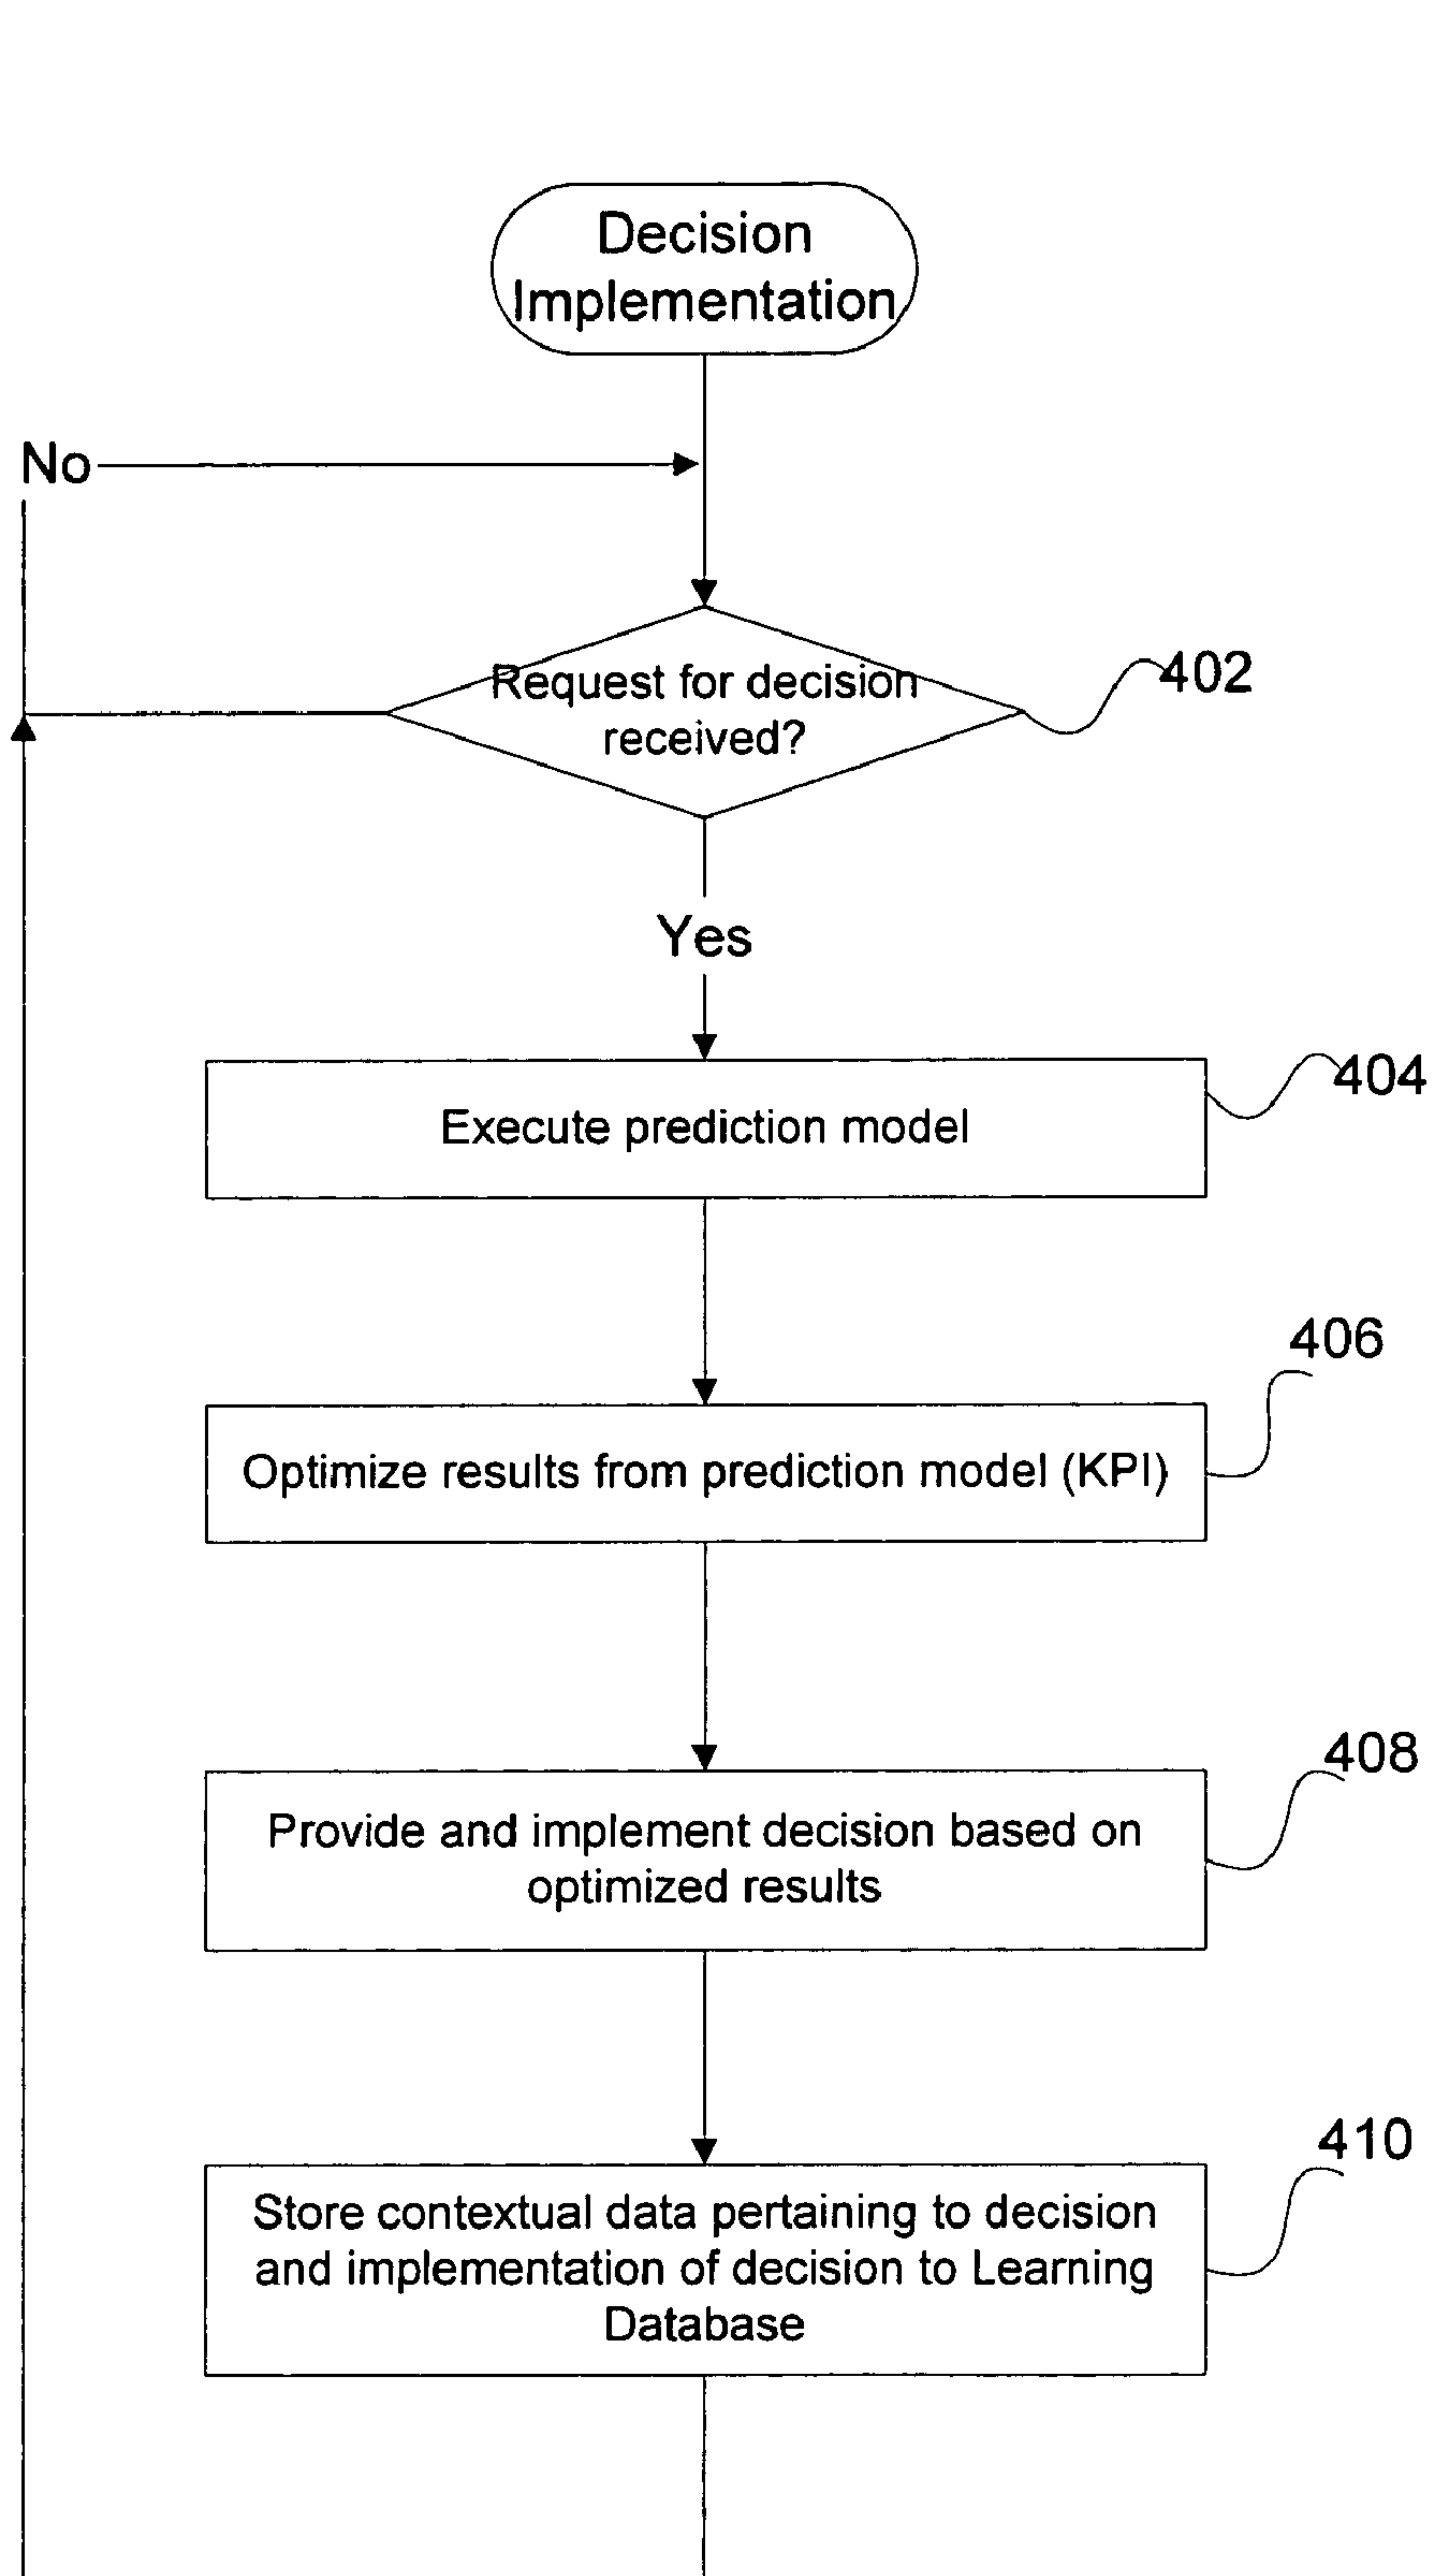 Decision
Implementation
No
Request for decision
received?
402
Yes
Execute prediction model
404
406
Optimize results from prediction model (KPI)
408
Provide and implement decision based on
optimized results
410
Store contextual data pertaining to decision
and implementation of decision to Learning
Database